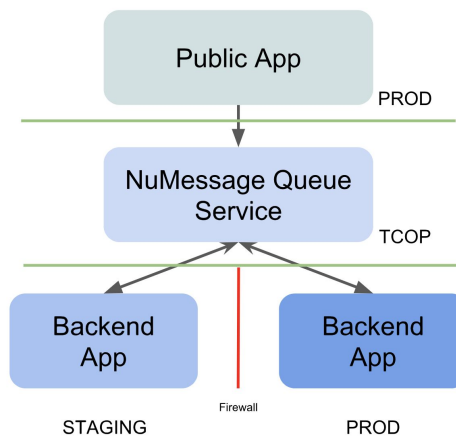 Public App
PROD
NuMessage Queue
Service
TCOP
Backend
App
Backend
App
Firewall
STAGING
PROD